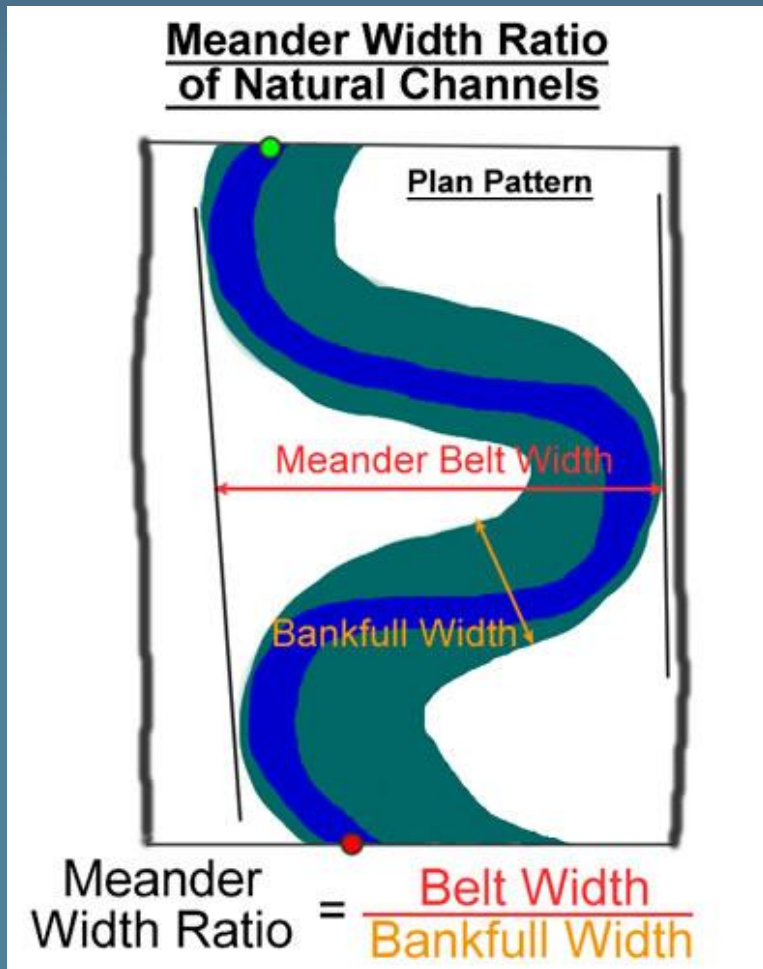 Meander Width Ratio
of Natural Channels
Plan Pattern
Meander Belt Width
Bankfull Width
Meander
Width Ratio
=
Belt Width
Bankfull Width